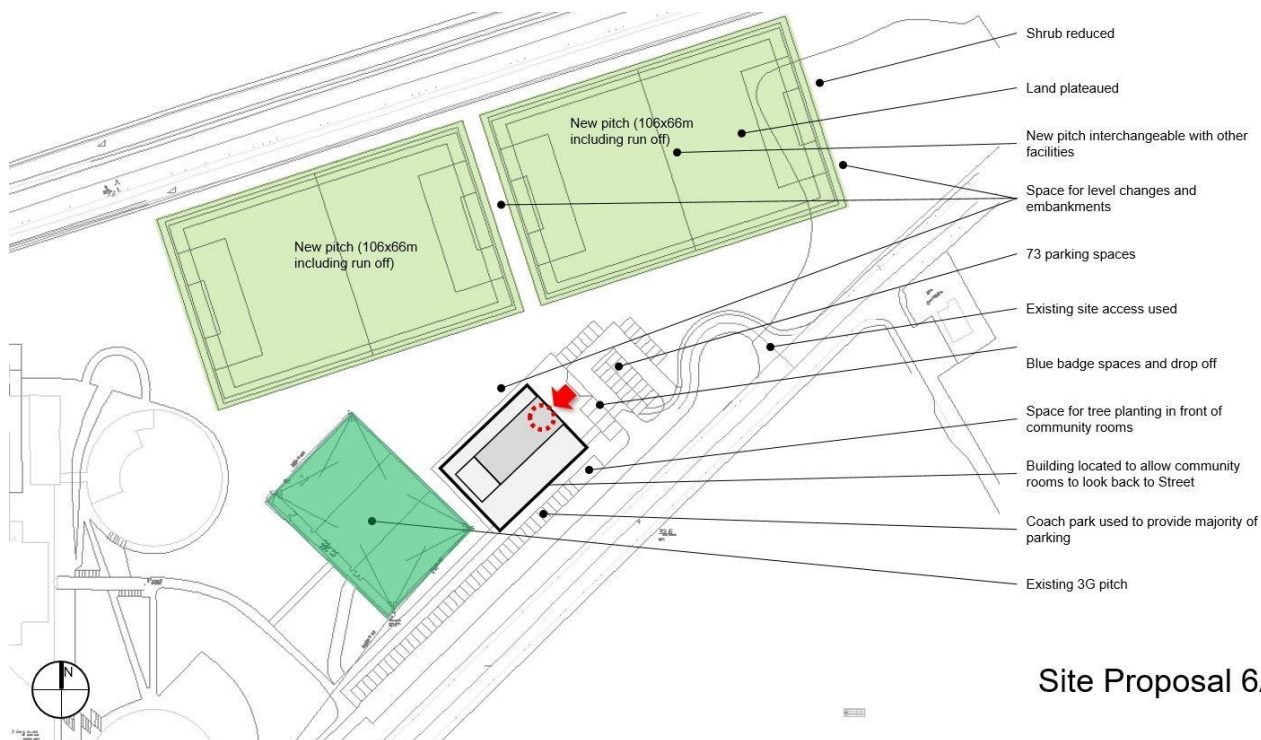 Shrub reduced
Land plateaued
New pitch (106x66m
including run off)
New pitch interchangeable with other
facilities
Space for level changes and
embankments
New pitch (106x66m
including run off)
73 parking spaces
Existing site access used
Blue badge spaces and drop off
Space for tree planting in front of
community rooms
Building located to allow community
rooms to look back to Street
Coach park used to provide majority of
parking
Existing 3G pitch
N
Site Proposal 6